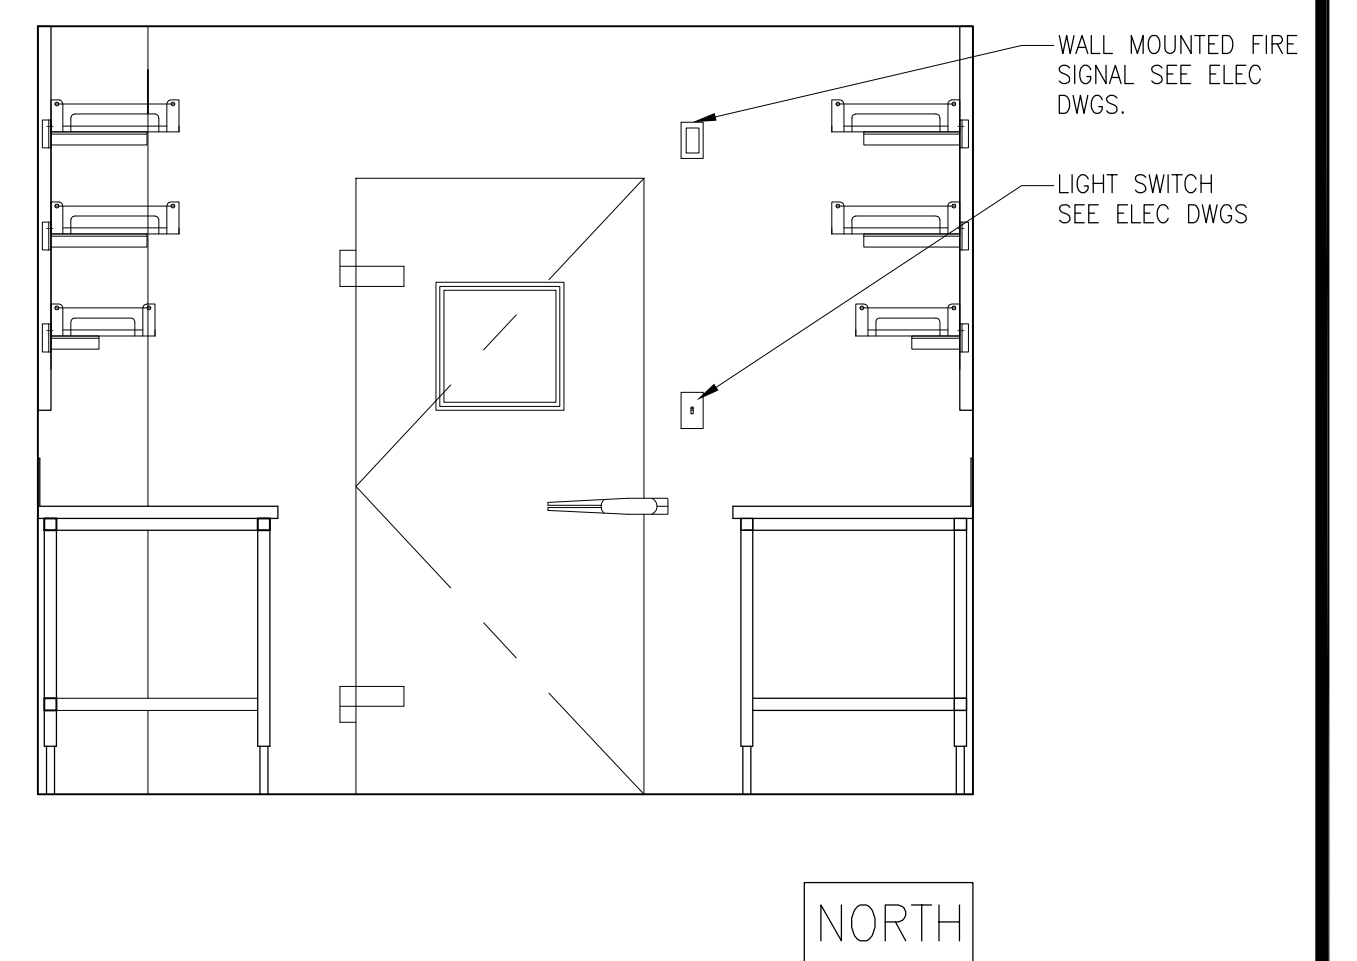 WALL MOUNTED FIRE
SIGNAL SEE ELEC
DWGS.
LIGHT SWITCH
SEE ELEC DWGS
NORTH